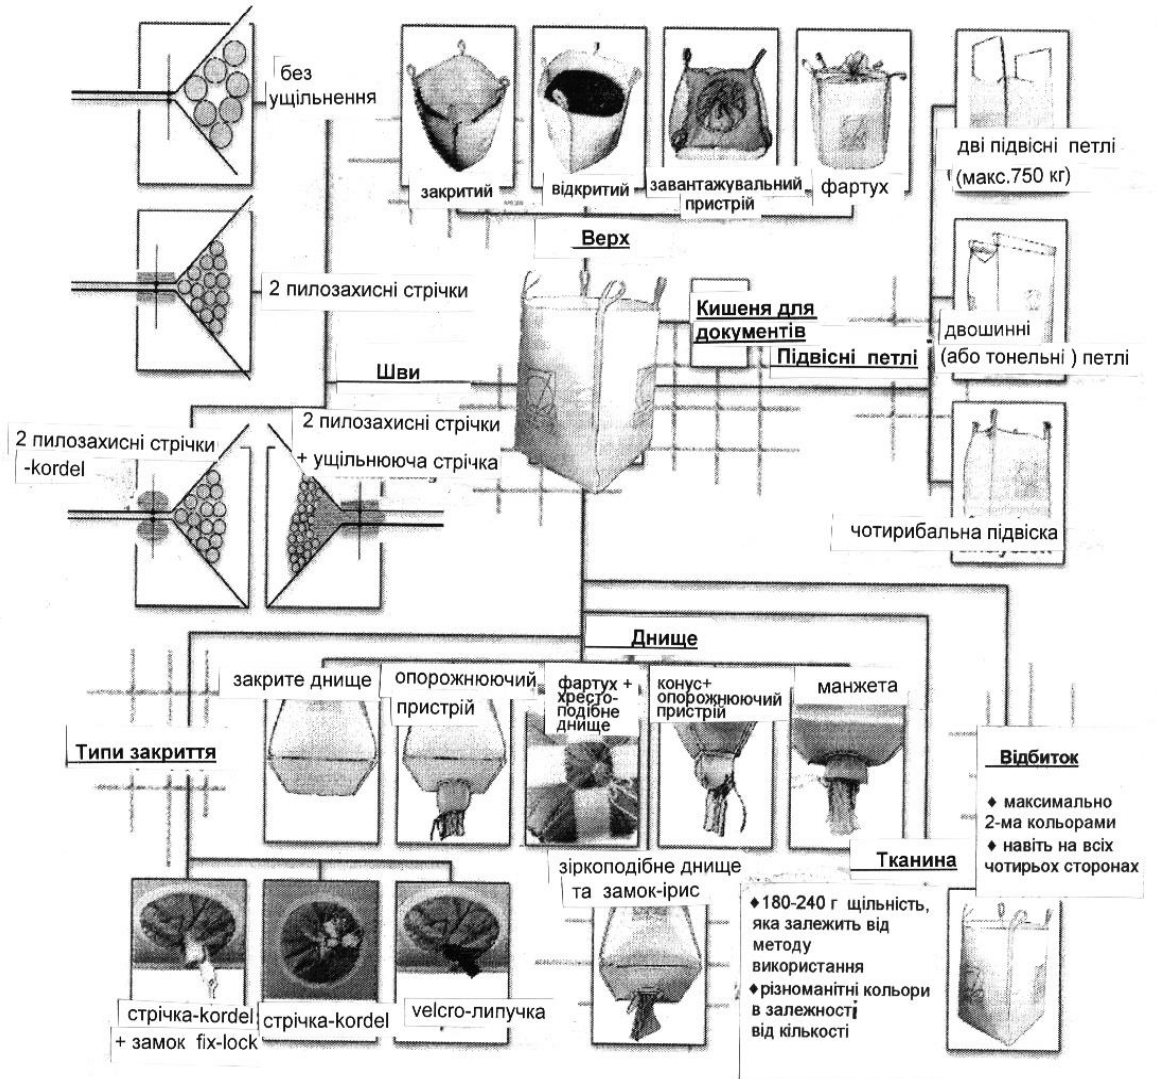 без
ущільнення
2 пилозахисні стрічки
2 пилозахисні стрічки
-kordel
2 пилозахисні стрічки
+ ущільнююча стрічка
Шви
закритий
відкритий
завантажувальний
пристрій
фартух
Верх
Кишеня для
документів
Підвісні петлі
дві підвісні петлі
(макс.750 кг)
двошинні
(або тонельні ) петлі
чотирибальна підвіска
Днище
закрите днище
опорожнюючий
пристрій
фартух +
хресто-
подібне
днище
конус+
опорожнюючий
пристрій
манжета
зіркоподібне днище
та замок-ірис
Типи закриття
стрічка-kordel
+ замок fix-lock
стрічка-kordel
velcro-липучка
Тканина
♦180-240 г щільність,
яка залежить від
методу
використання
♦різноманітні кольори
в залежності
від кількості
Відбиток
♦ максимально
2-ма кольорами
♦ навіть на всіх
чотирьох сторонах